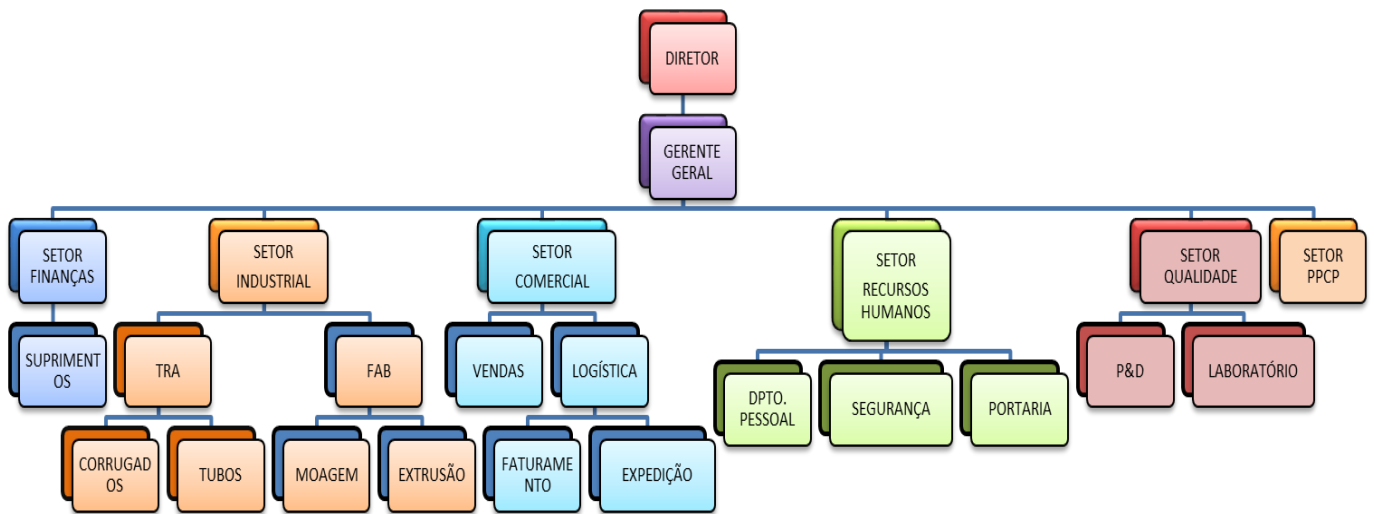 DIRETOR
GERENTE
GERAL
SETOR
FINANÇAS
SETOR
INDUSTRIAL
SETOR
COMERCIAL
SETOR
RECURSOS
HUMANOS
SETOR
QUALIDADE
SETOR
PPCP
SUPRIMENT
OS
TRA
FAB
VENDAS
LOGÍSTICA
DPTO.
PESSOAL
SEGURANÇA
PORTARIA
P&D
LABORATÓRIO
CORRUGAD
OS
TUBOS
MOAGEM
EXTRUSÃO
FATURAME
NTO
EXPEDIÇÃO